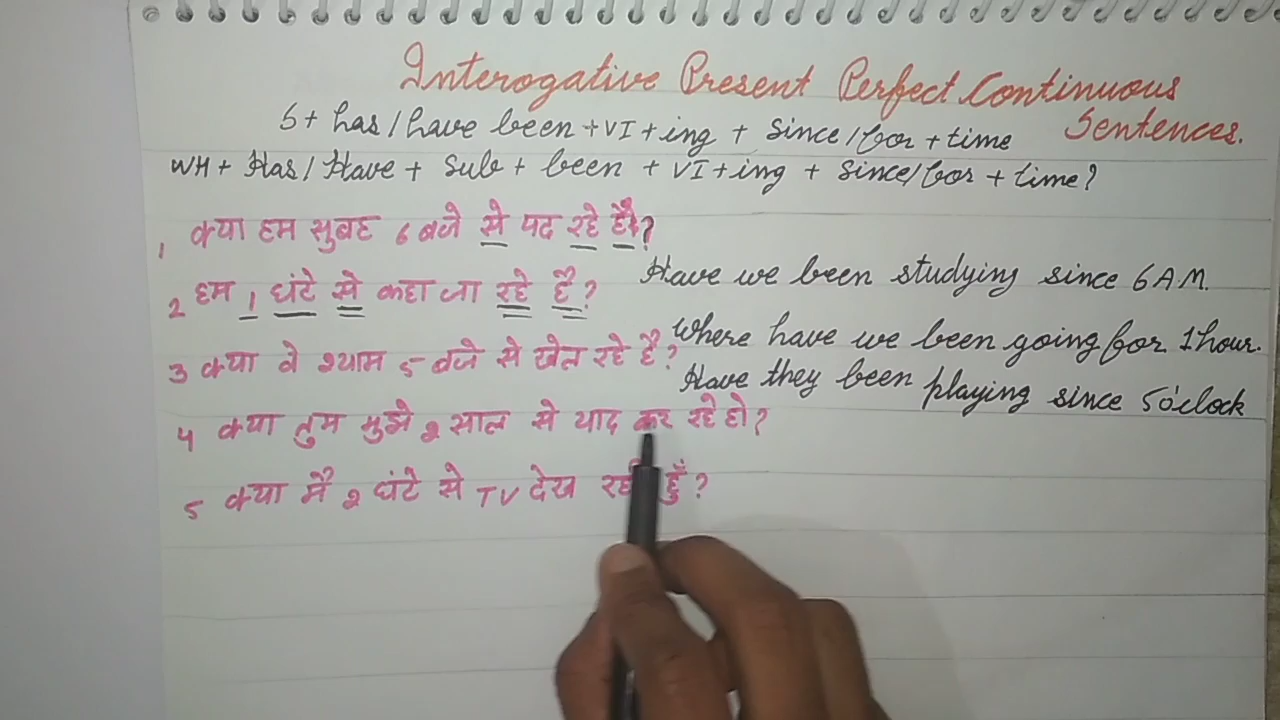 Interogative Present Perfect Continuous Sentences.
S + has / have been + VI + ing + Since / for + time
WH + Has / Have + Sub + been + VI + ing + Since / for + time?
1 क्या हम सुबह 6 बजे से पढ रहे हैं?
Have we been studying since 6 A.M.
2 हम 1 घंटे से कहा जा रहे है?
Where have we been going for 1 hour.
3 क्या वे श्याम 5 बजे से खेल रहे है?
Have they been playing since 5 o'clock
4 क्या तुम मुझे २ साल से याद कर रहे हो?
5 क्या मै २ घंटे से TV देख हुँ?